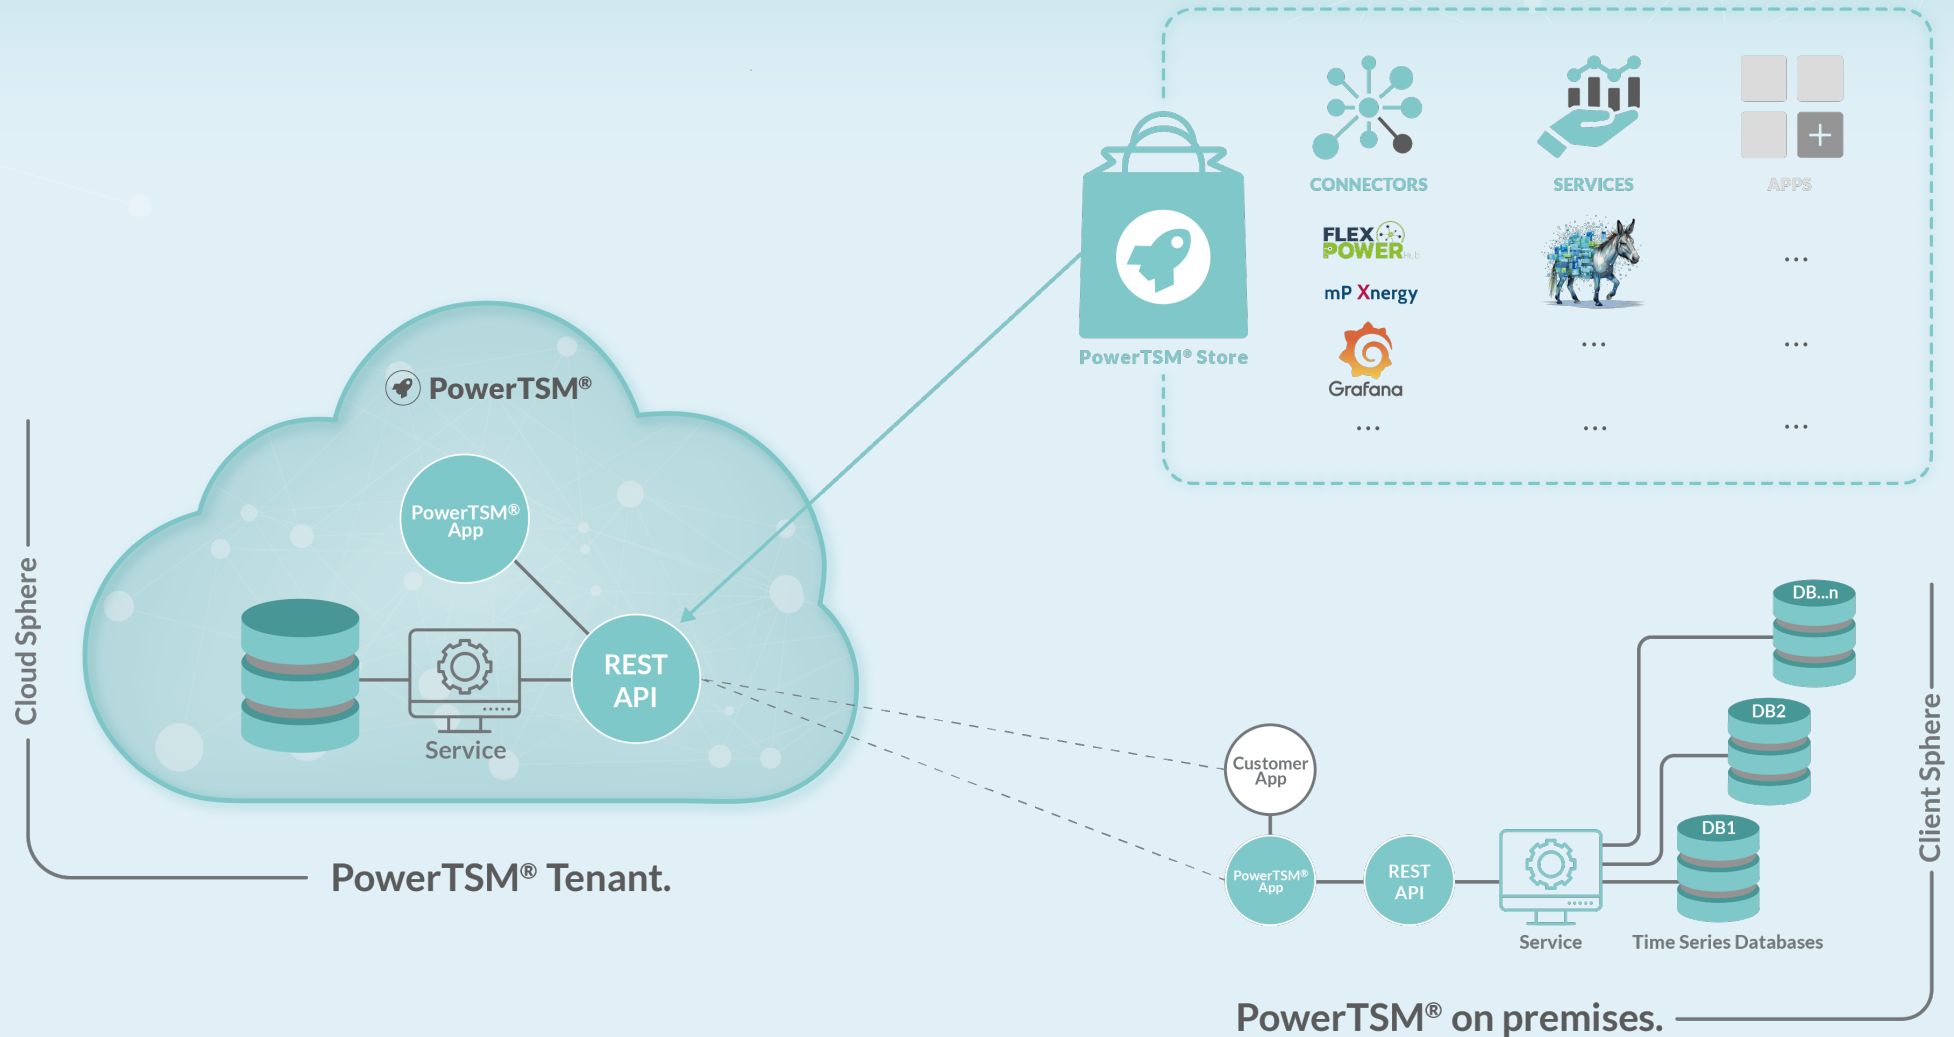 CONNECTORS
SERVICES
APPS
FLEX
POWER Hub
mP Xnergy
Grafana
...
...
...
...
...
...
PowerTSM® Store
PowerTSM®
PowerTSM®
App
REST
API
Service
Cloud Sphere
PowerTSM® Tenant.
Customer
App
PowerTSM®
App
REST
API
Service
DB...n
DB2
DB1
Time Series Databases
Client Sphere
PowerTSM® on premises.